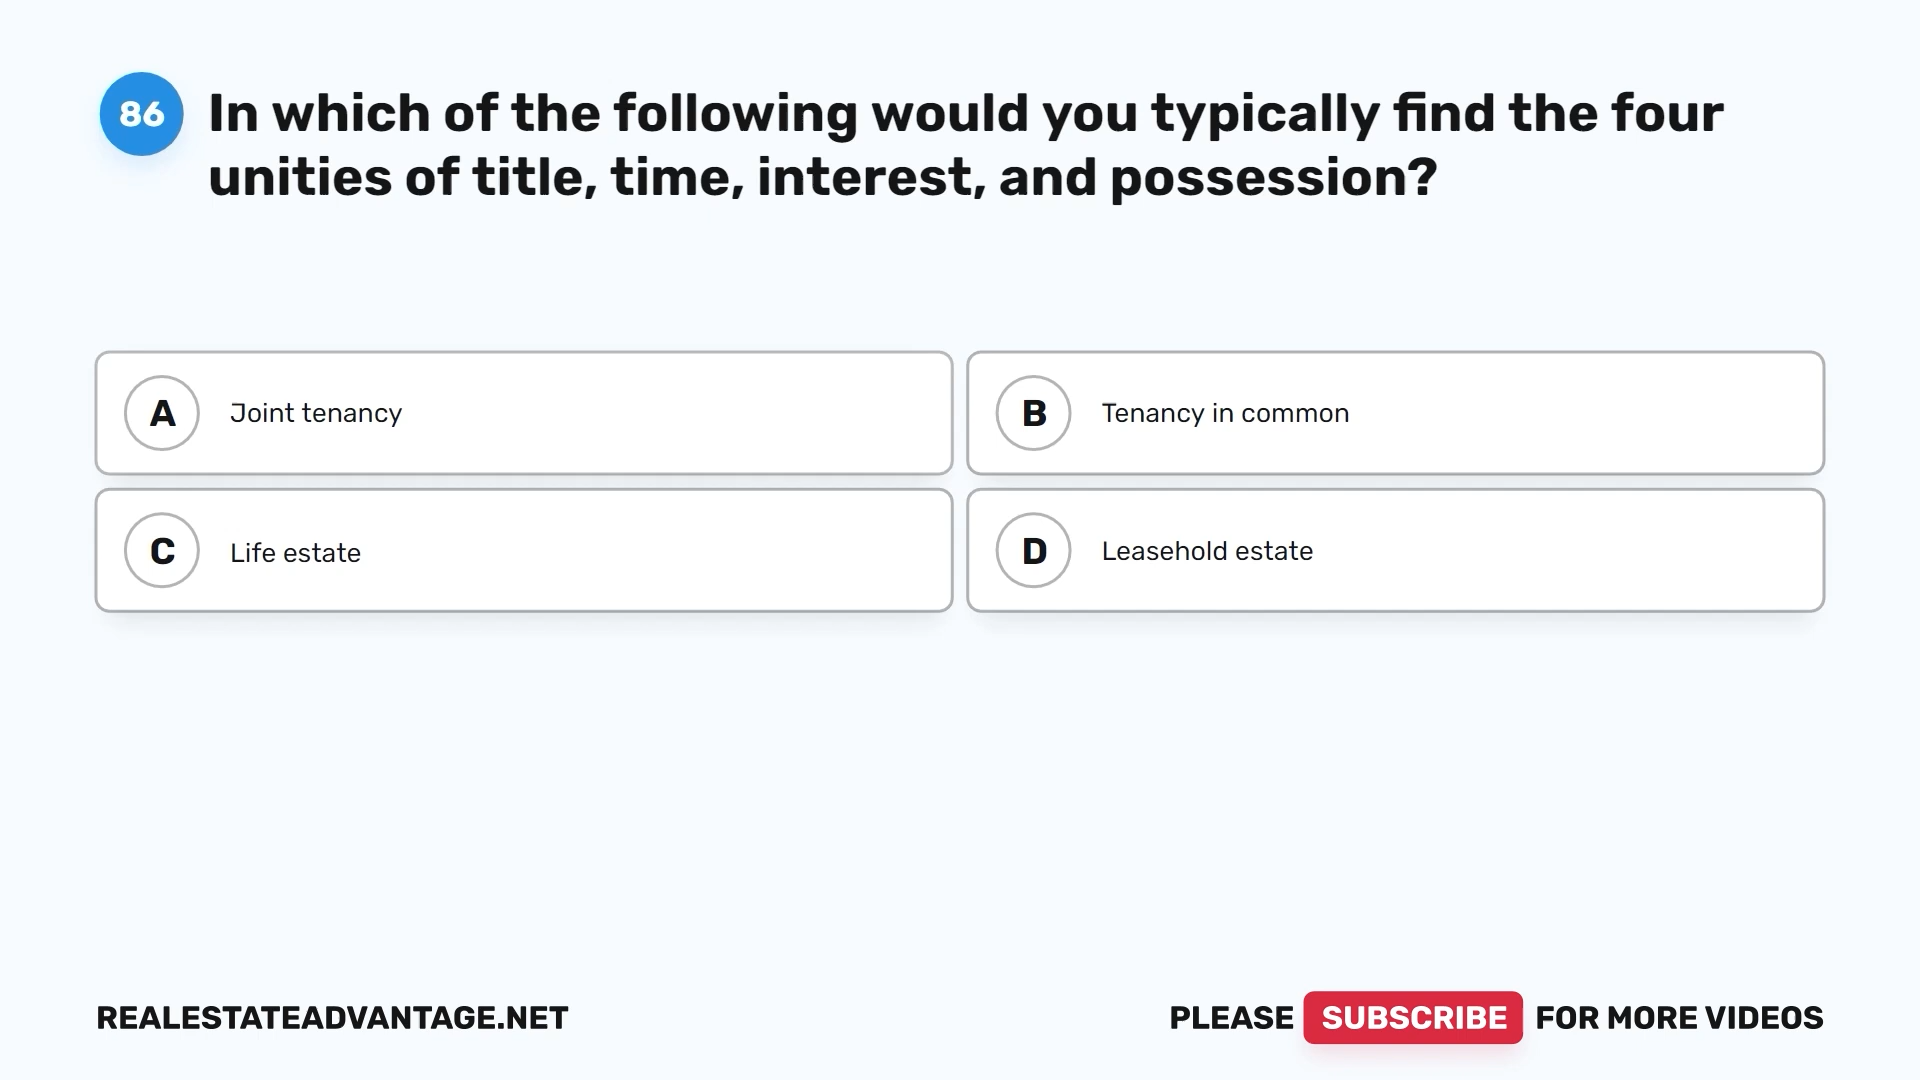 86
In which of the following would you typically find the four
unities of title, time, interest, and possession?
A Joint tenancy
B Tenancy in common
C Life estate
D Leasehold estate
REALESTATEADVANTAGE.NET
PLEASE SUBSCRIBE FOR MORE VIDEOS